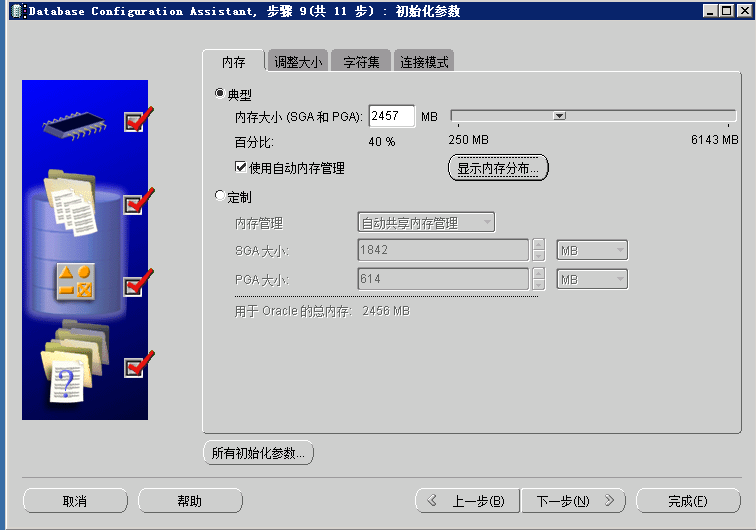 Database Configuration Assistant, 步骤 9(共 11 步) : 初始化参数
内存 调整大小 字符集 连接模式
典型
内存大小 (SGA 和 PGA): 2457 MB
250 MB 6143 MB
百分比: 40 %
使用自动内存管理 显示内存分布...
定制
内存管理 自动共享内存管理
SGA 大小: 1842 MB
PGA 大小: 614 MB
用于 Oracle 的总内存: 2456 MB
?
所有初始化参数...
取消 帮助 上一步(B) 下一步(N) 完成(F)